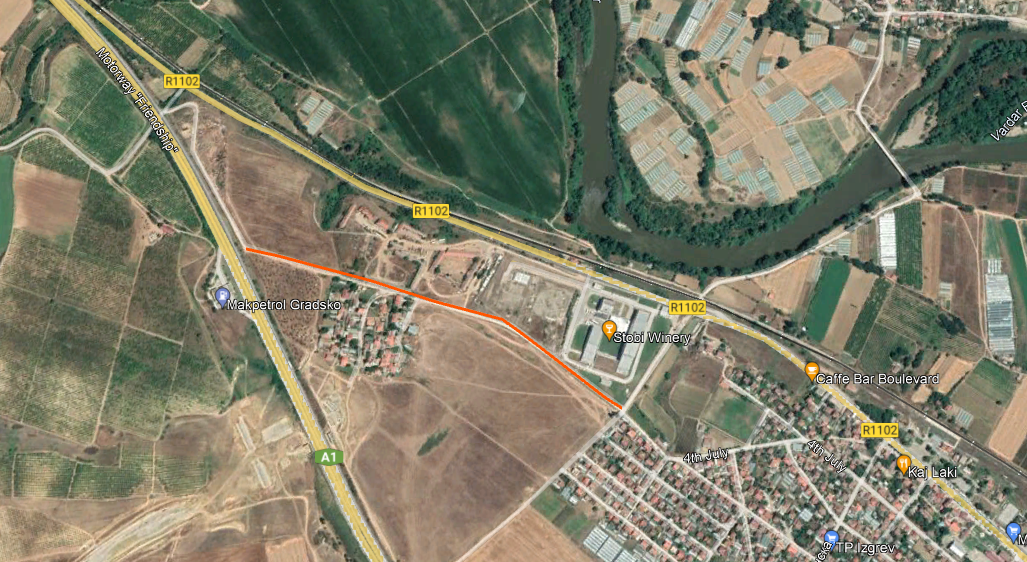 R1102
Motorway "Friendship"
R1102
Vardar
Makpetrol Gradsko
R1102
Stobi Winery
Caffe Bar Boulevard
R1102
4th July
4th July
A1
Kaj Laki
TP Izgrev
M